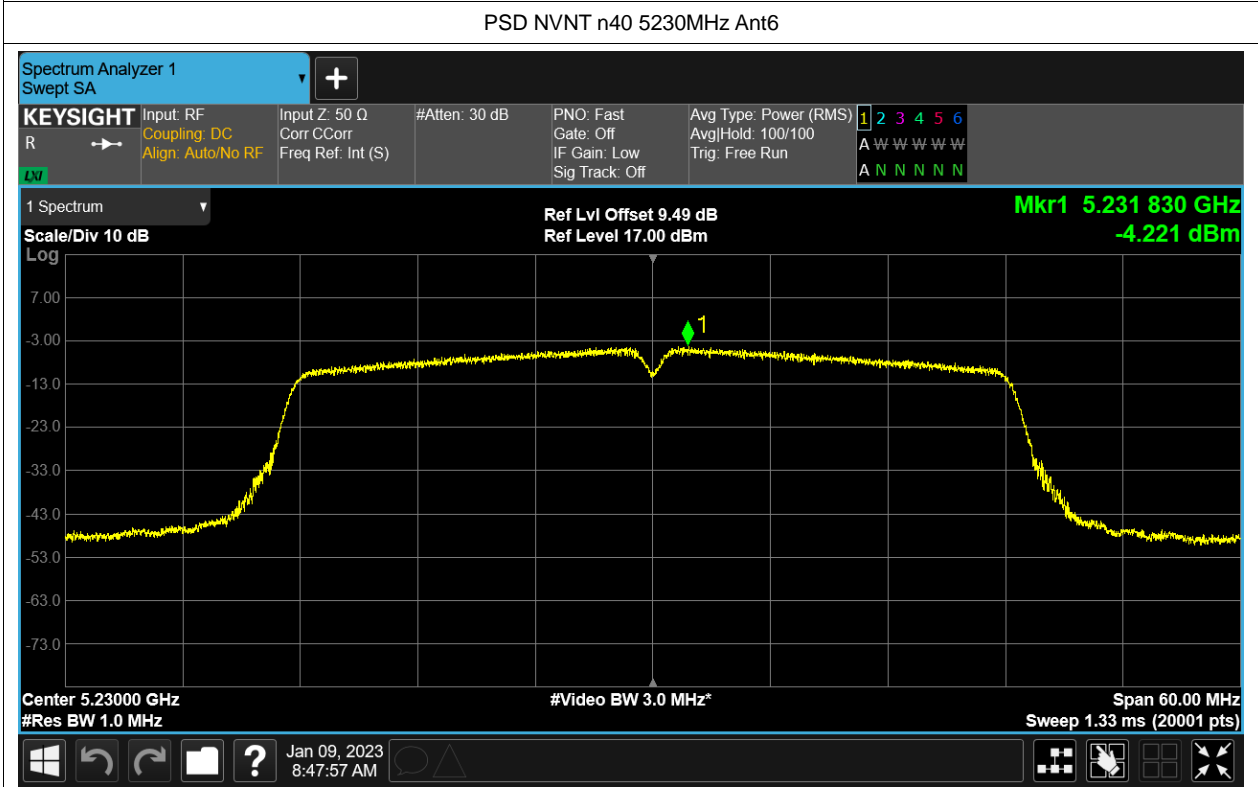 PSD NVNT n40 5230MHz Ant6
Spectrum Analyzer 1
Swept SA
KEYSIGHT Input: RF Input Z: 50 Ω #Atten: 30 dB PNO: Fast Avg Type: Power (RMS) 1 2 3 4 5 6
R Coupling: DC Corr CCorr Gate: Off Avg|Hold: 100/100 A W W W W W
Align: Auto/No RF Freq Ref: Int (S) IF Gain: Low Trig: Free Run
LXI Sig Track: Off A N N N N N
1 Spectrum Ref Lvl Offset 9.49 dB Mkr1 5.231 830 GHz
Scale/Div 10 dB Ref Level 17.00 dBm -4.221 dBm
Log
7.00
1
-3.00
-13.0
-23.0
-33.0
-43.0
-53.0
-63.0
-73.0
Center 5.23000 GHz #Video BW 3.0 MHz* Span 60.00 MHz
#Res BW 1.0 MHz Sweep 1.33 ms (20001 pts)
? Jan 09, 2023
8:47:57 AM